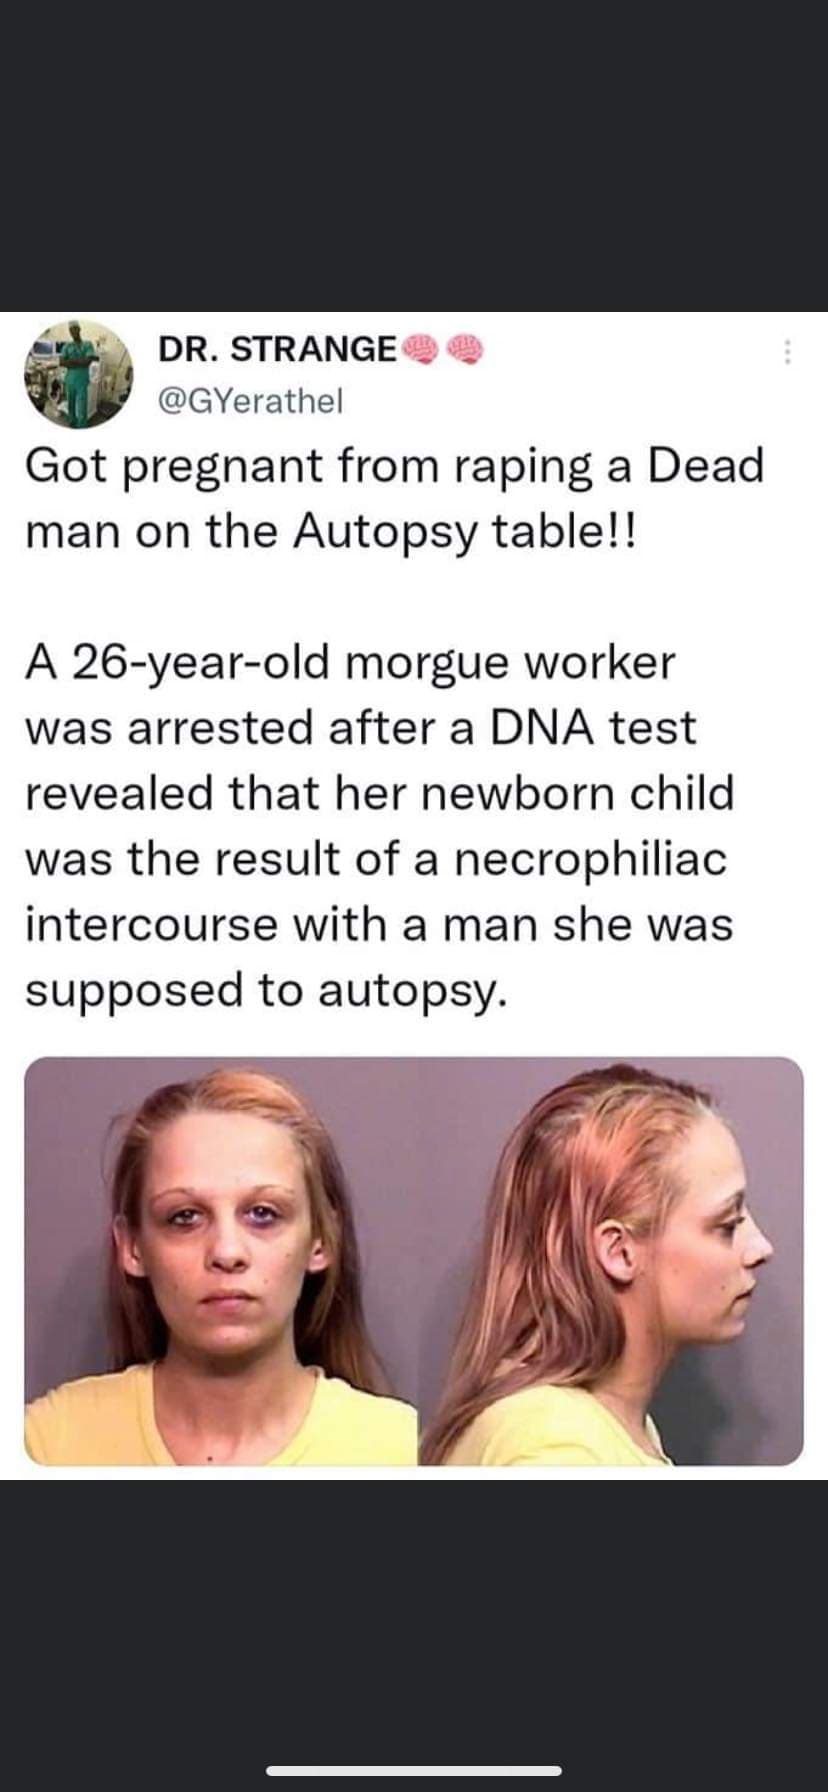 DR. STRANGE🧠🧠
@GYerathel
Got pregnant from raping a Dead
man on the Autopsy table!!
A 26-year-old morgue worker
was arrested after a DNA test
revealed that her newborn child
was the result of a necrophiliac
intercourse with a man she was
supposed to autopsy.